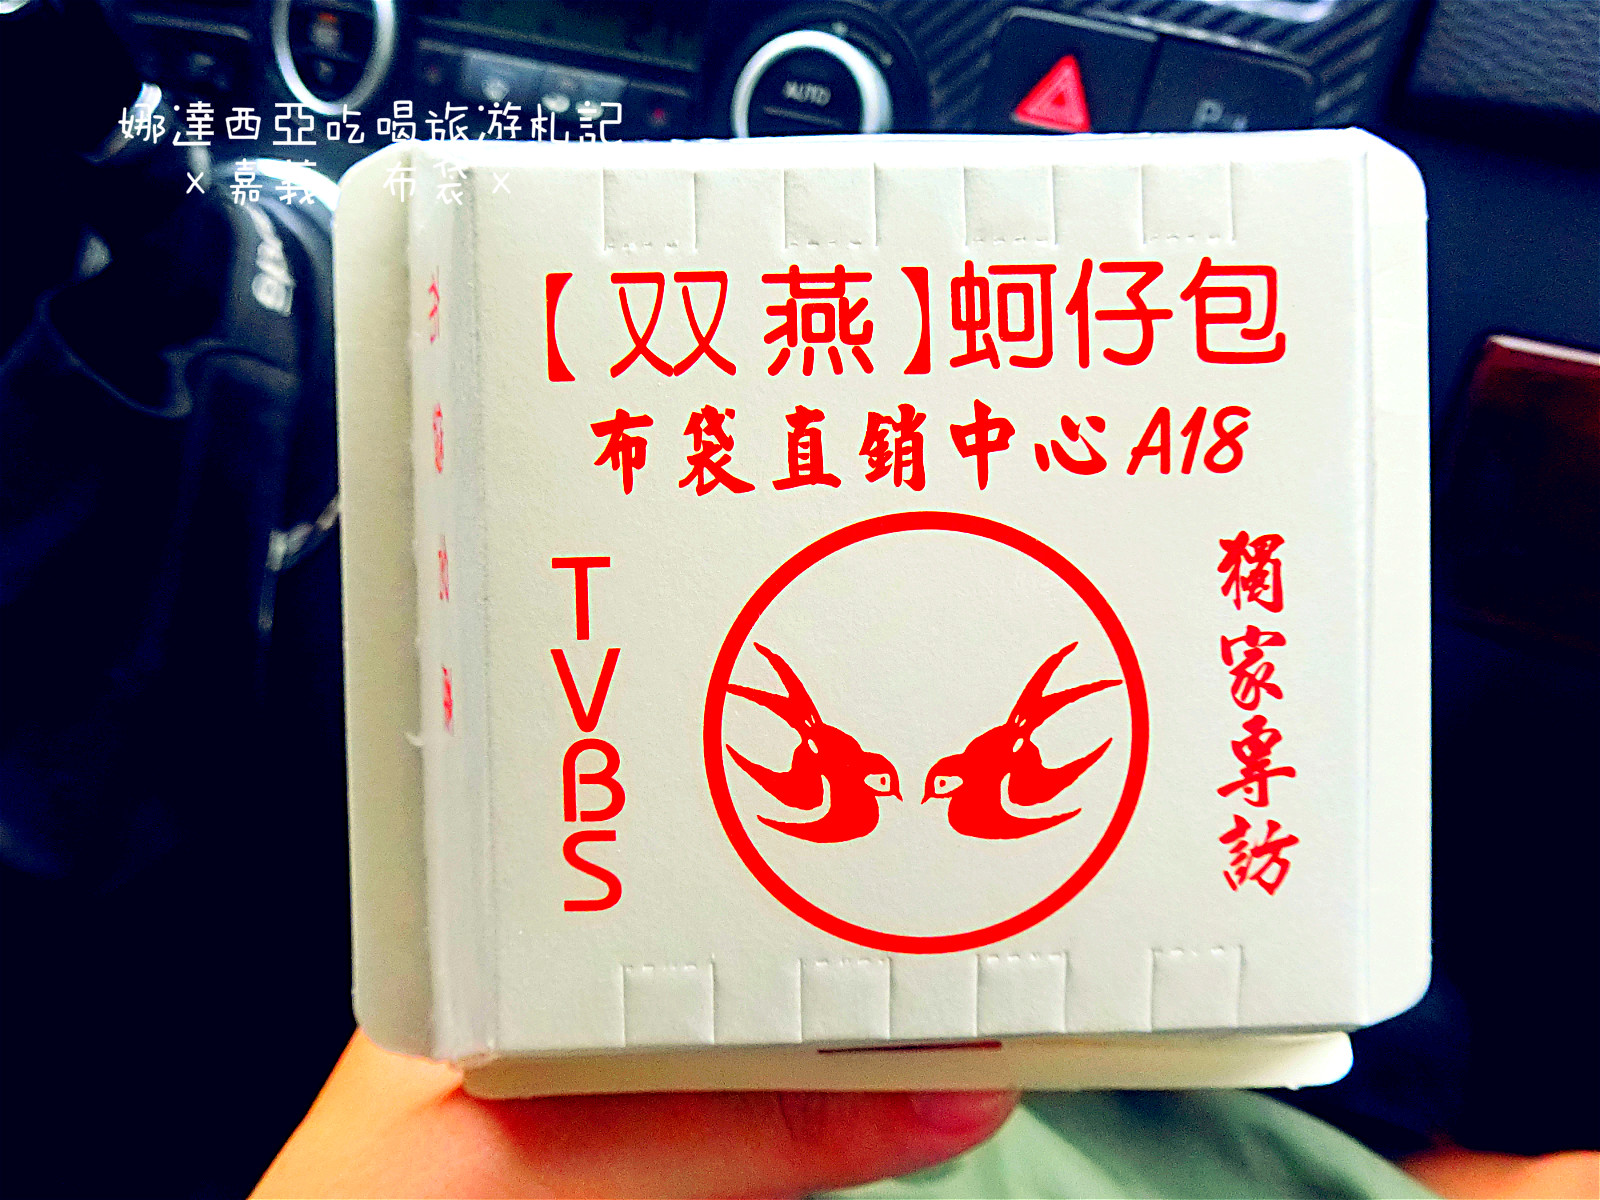 娜達西亞吃喝旅游札記
x 嘉義 布袋 x
AUTO
【双燕】蚵仔包
布袋直銷中心A18
TVBS
獨家專訪